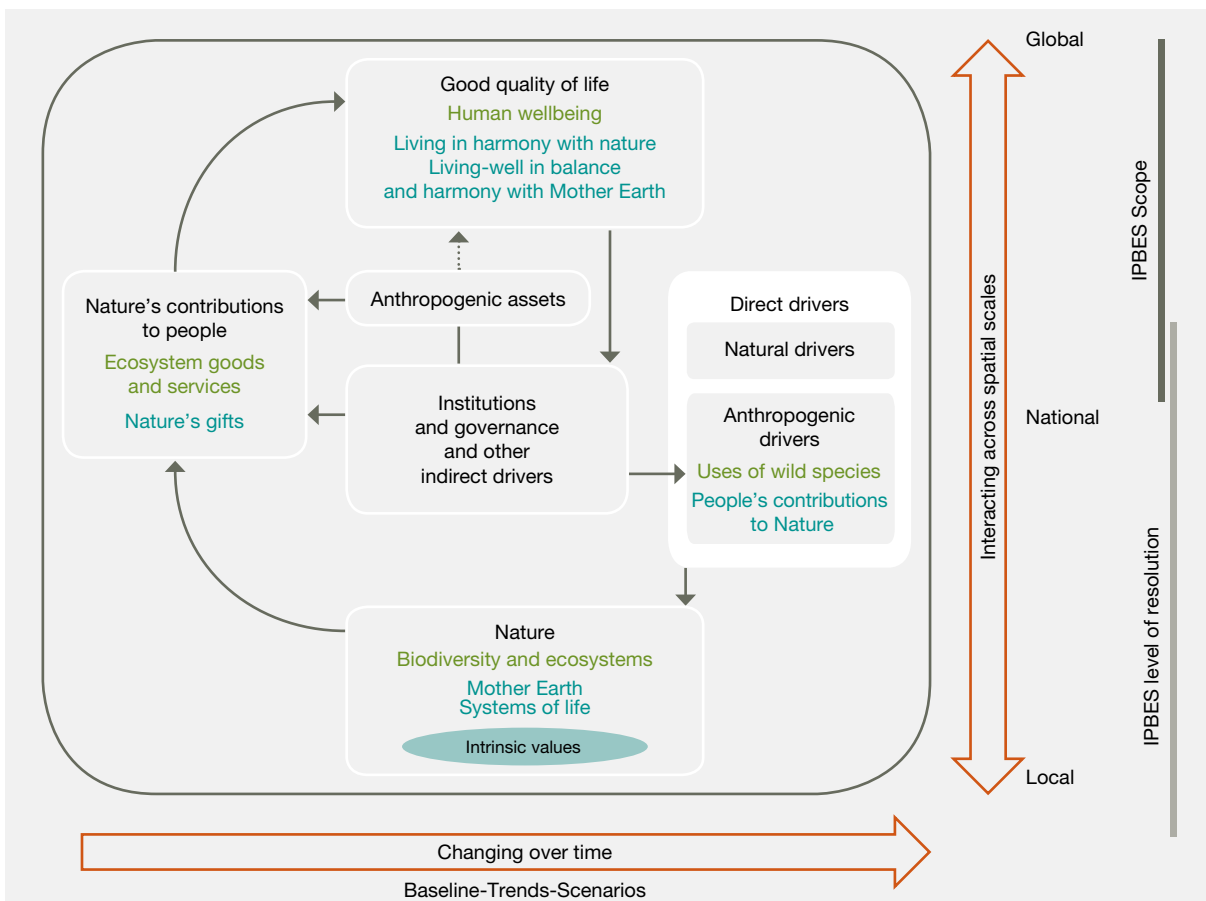 Good quality of life
Human wellbeing
Living in harmony with nature
Living-well in balance
and harmony with Mother Earth
Nature's contributions
to people
Ecosystem goods
and services
Nature's gifts
Anthropogenic assets
Institutions
and governance
and other
indirect drivers
Direct drivers
Natural drivers
Anthropogenic
drivers
Uses of wild species
People's contributions
to Nature
Nature
Biodiversity and ecosystems
Mother Earth
Systems of life
Intrinsic values
Global
National
Local
Interacting across spatial scales
IPBES Scope
IPBES level of resolution
Changing over time
Baseline-Trends-Scenarios